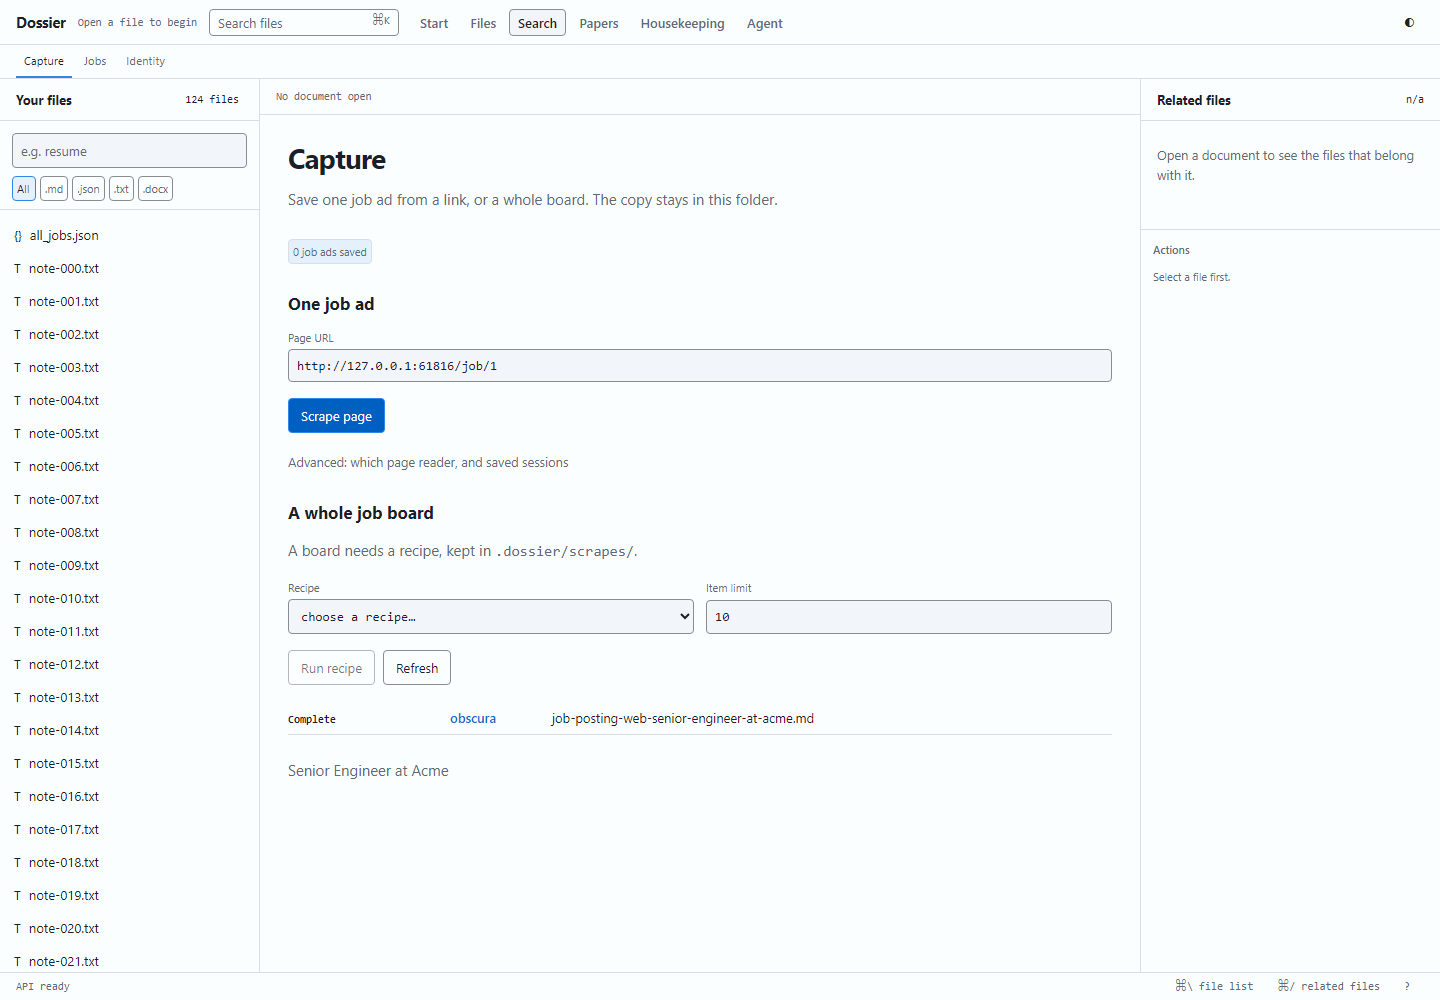 Dossier Open a file to begin Search files ⌘K Start Files Search Papers Housekeeping Agent
Capture Jobs Identity
Your files 124 files
e.g. resume
All .md .json .txt .docx
{} all_jobs.json
T note-000.txt
T note-001.txt
T note-002.txt
T note-003.txt
T note-004.txt
T note-005.txt
T note-006.txt
T note-007.txt
T note-008.txt
T note-009.txt
T note-010.txt
T note-011.txt
T note-012.txt
T note-013.txt
T note-014.txt
T note-015.txt
T note-016.txt
T note-017.txt
T note-018.txt
T note-019.txt
T note-020.txt
T note-021.txt
No document open
Capture
Save one job ad from a link, or a whole board. The copy stays in this folder.
0 job ads saved
One job ad
Page URL
http://127.0.0.1:61816/job/1
Scrape page
Advanced: which page reader, and saved sessions
A whole job board
A board needs a recipe, kept in .dossier/scrapes/.
Recipe Item limit
choose a recipe… 10
Run recipe Refresh
Complete obscura job-posting-web-senior-engineer-at-acme.md
Senior Engineer at Acme
Related files n/a
Open a document to see the files that belong
with it.
Actions
Select a file first.
API ready ⌘\ file list ⌘/ related files ?